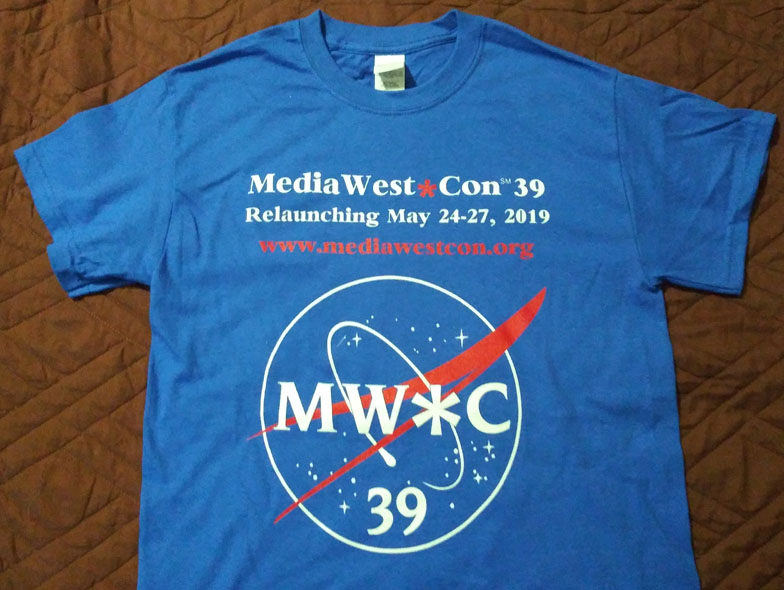 MediaWest*Con℠ 39
Relaunching May 24-27, 2019
www.mediawestcon.org
MW*C
39